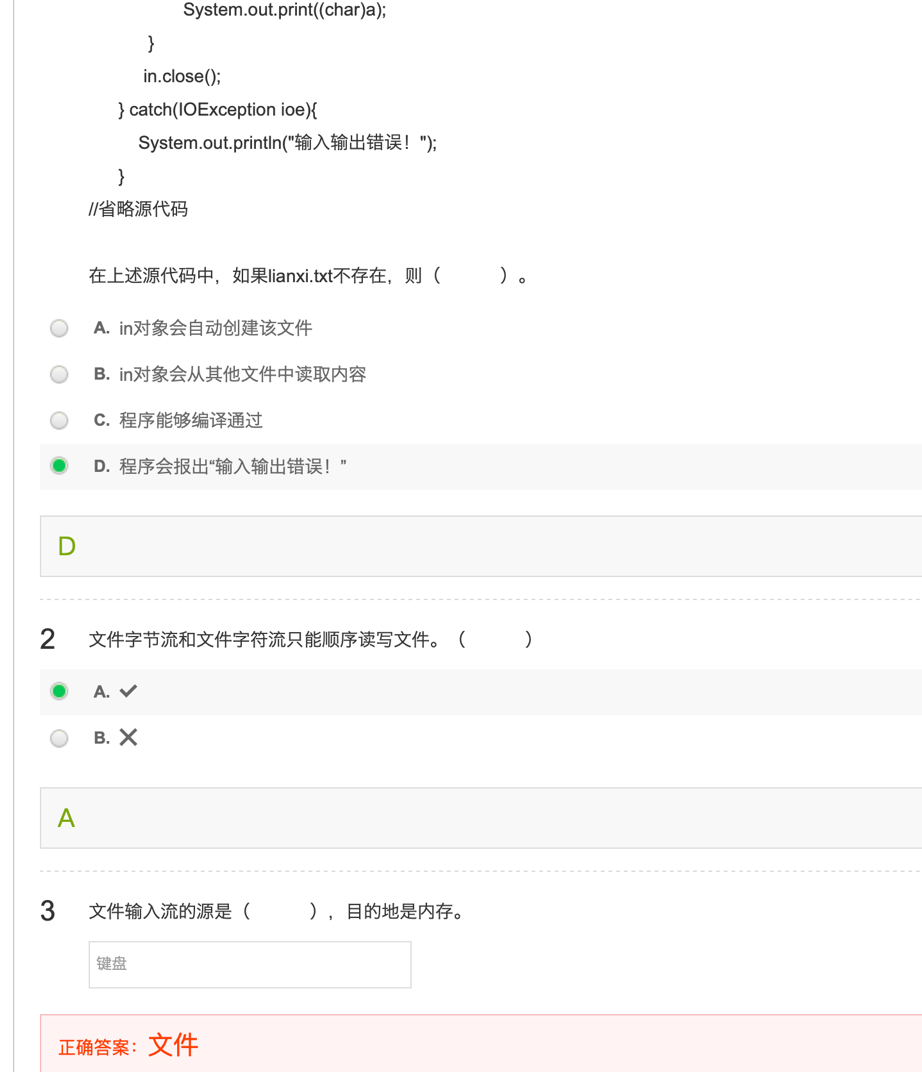 System.out.print((char)a);
}
in.close();
} catch(IOException ioe){
System.out.println("输入输出错误！");
}
//省略源代码
在上述源代码中，如果lianxi.txt不存在，则（ ）。
A. in对象会自动创建该文件
B. in对象会从其他文件中读取内容
C. 程序能够编译通过
D. 程序会报出“输入输出错误！”
D
2 文件字节流和文件字符流只能顺序读写文件。（ ）
A. ✔
B. ✕
A
3 文件输入流的源是（ ），目的地是内存。
键盘
正确答案：文件